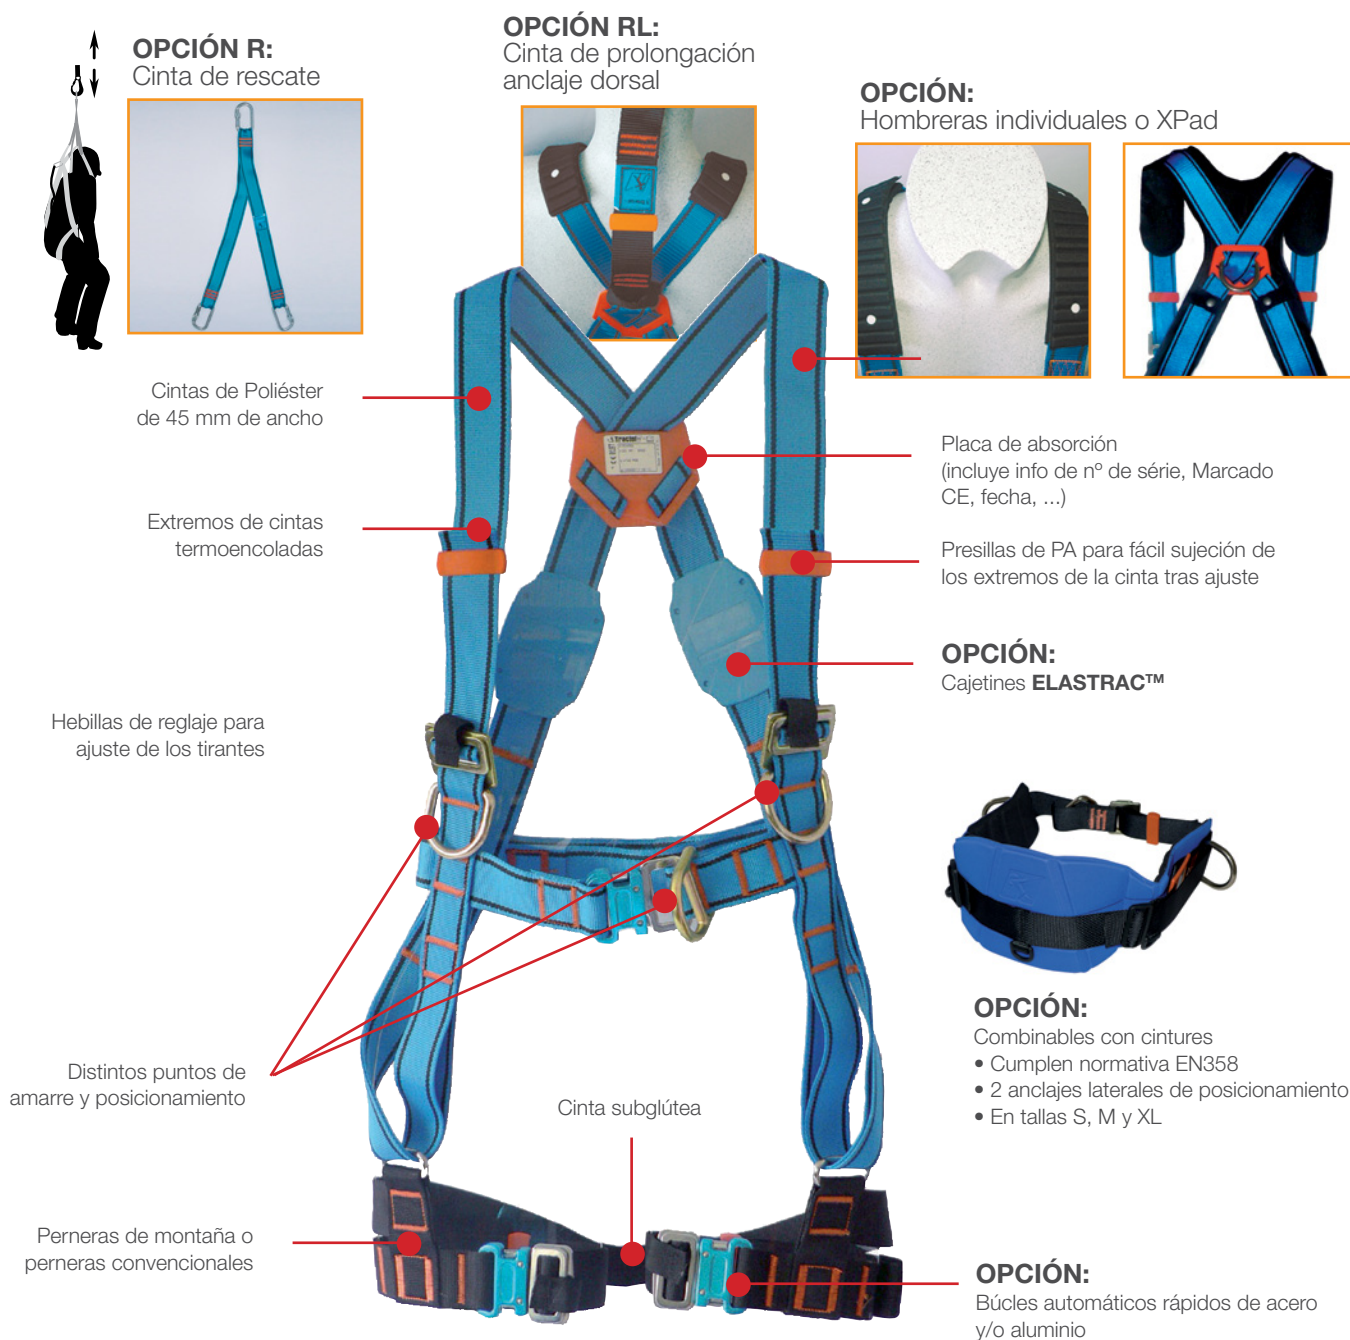 OPCIÓN R:
Cinta de rescate
OPCIÓN RL:
Cinta de prolongación
anclaje dorsal
OPCIÓN:
Hombreras individuales o XPad
Cintas de Poliéster
de 45 mm de ancho
Extremos de cintas
termoencoladas
Hebillas de reglaje para
ajuste de los tirantes
Distintos puntos de
amarre y posicionamiento
Perneras de montaña o
perneras convencionales
Cinta subglútea
Tractel
Placa de absorción
(incluye info de nº de série, Marcado
CE, fecha, ...)
Presillas de PA para fácil sujeción de
los extremos de la cinta tras ajuste
OPCIÓN:
Cajetines ELASTRAC™
OPCIÓN:
Combinables con cintures
• Cumplen normativa EN358
• 2 anclajes laterales de posicionamiento
• En tallas S, M y XL
OPCIÓN:
Búcles automáticos rápidos de acero
y/o aluminio